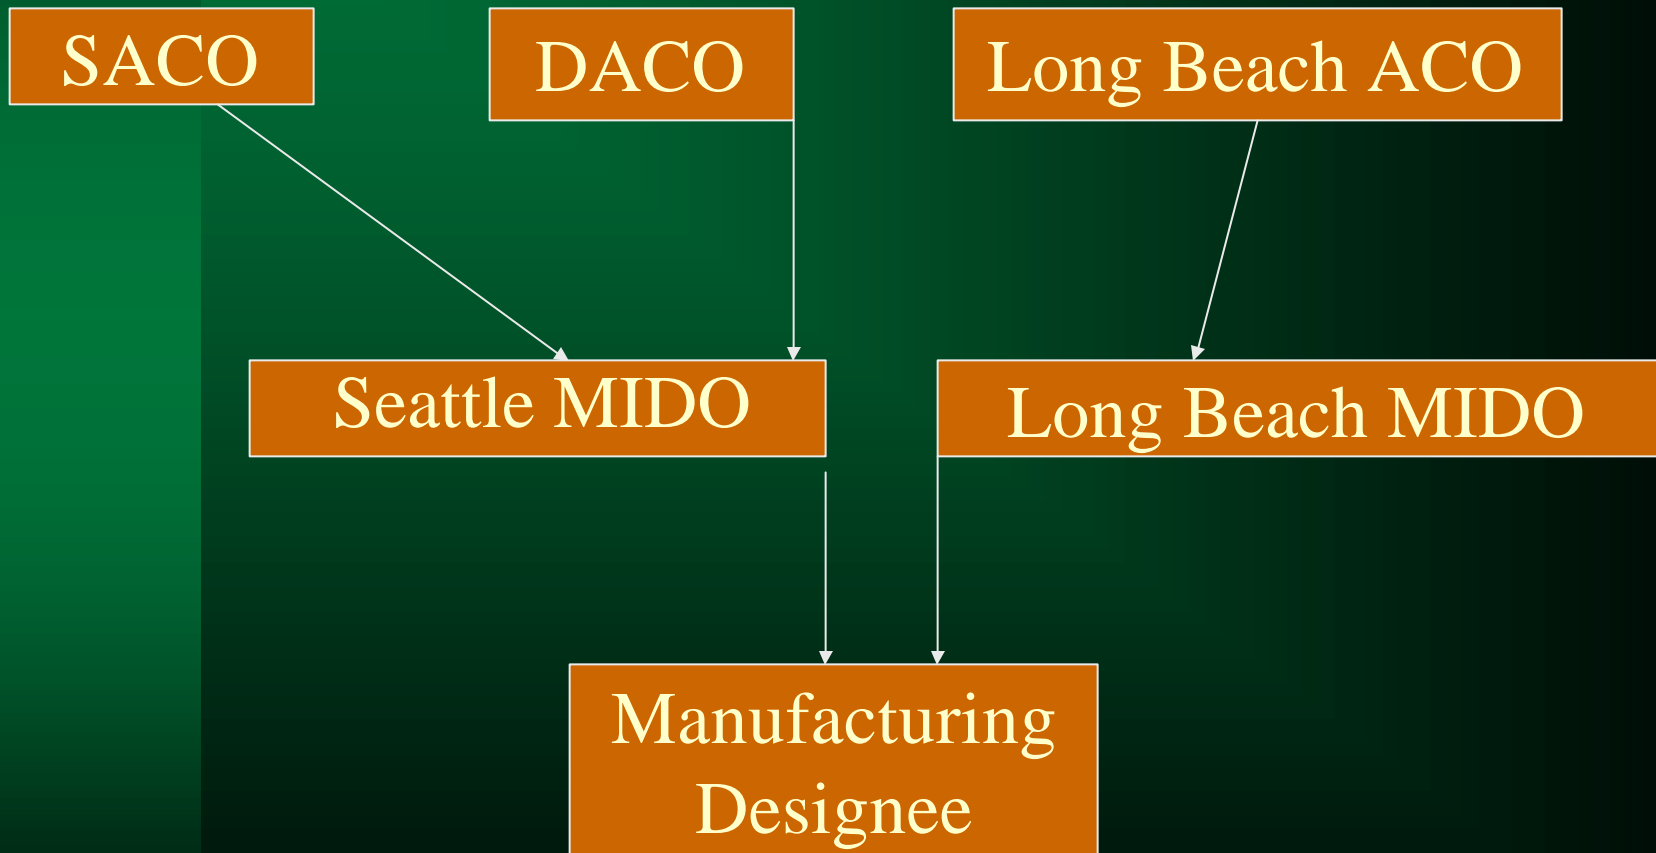 SACO
DACO
Long Beach ACO
Seattle MIDO
Long Beach MIDO
Manufacturing
Designee